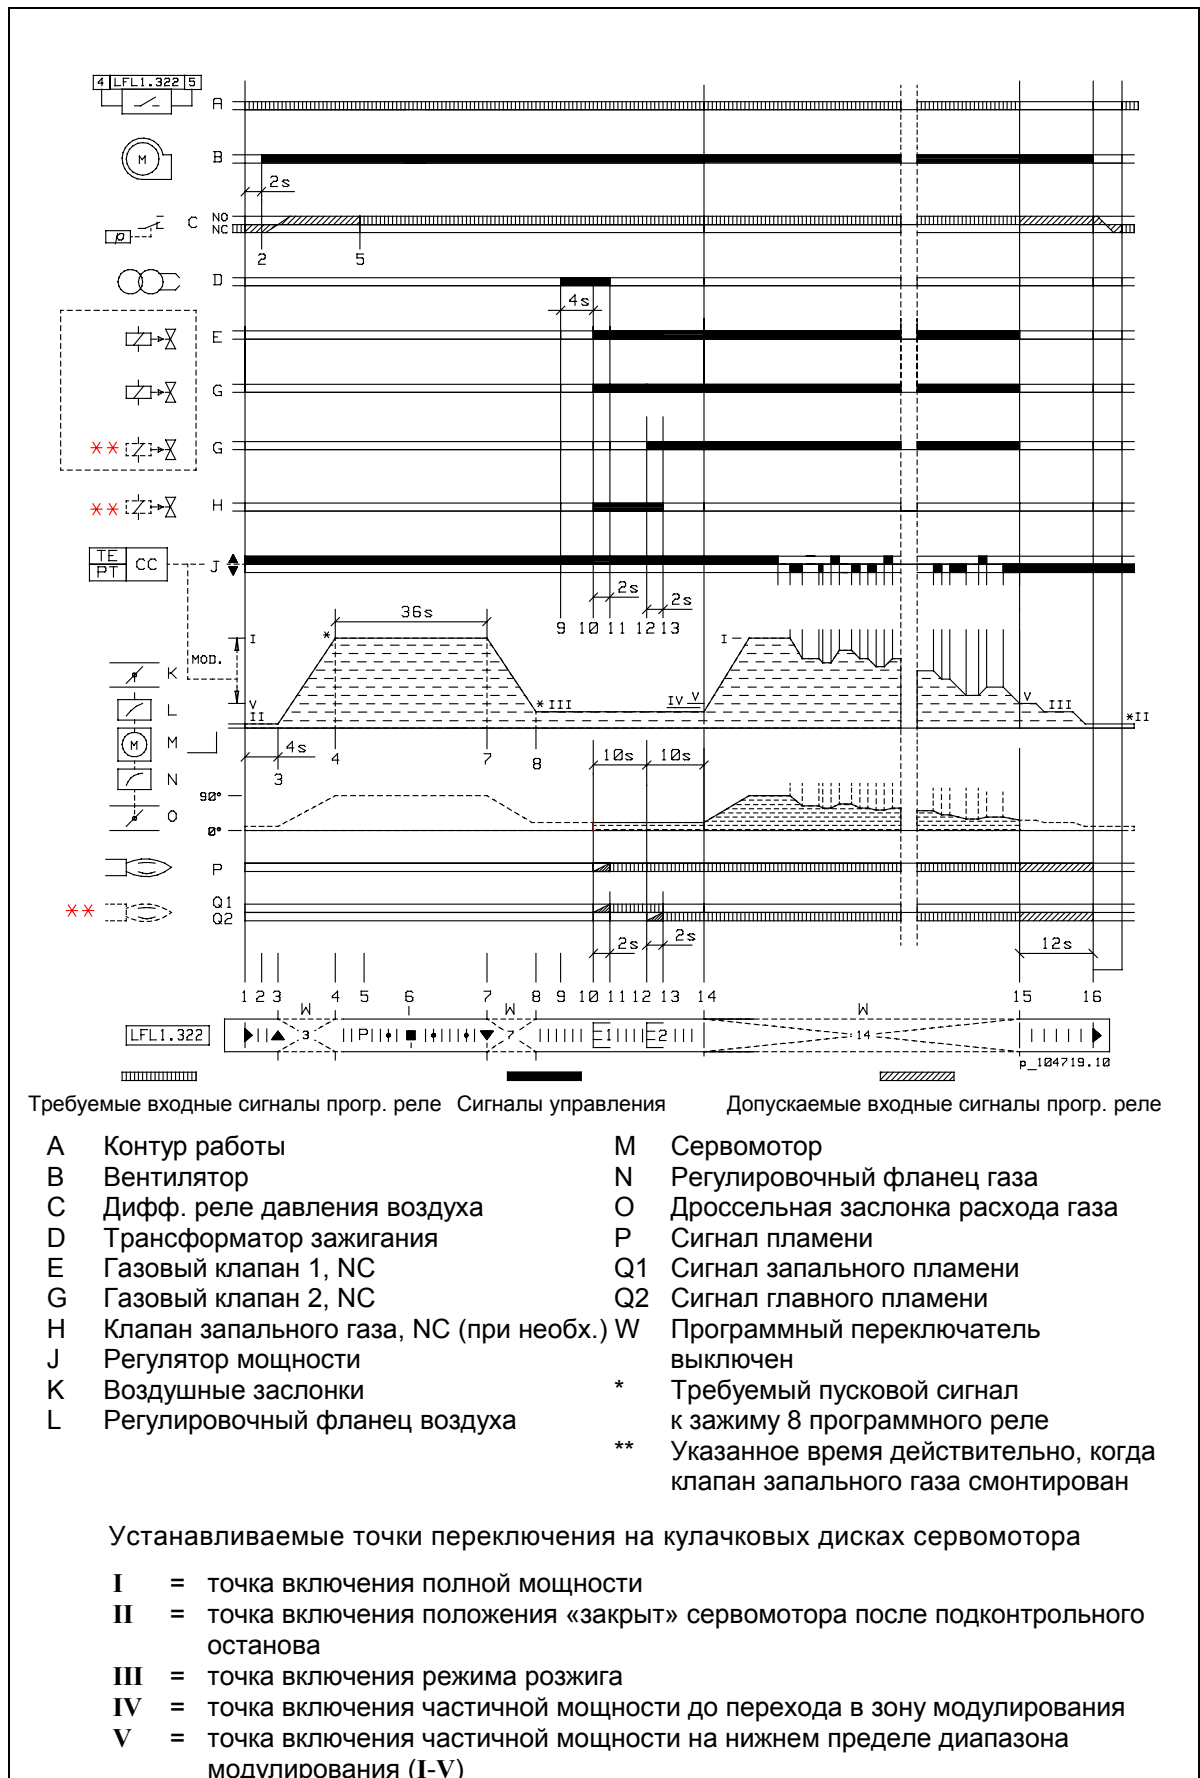 4 LFL1.322 5
A
M
B
2s
C
NO
NC
p
2 5
D
4s
E
G
** G
** H
TE
PT
CC
J
2s
2s
36s
9 10 11 12 13
I
*
I
MOD.
K
V
II
* III
IV V
V
III
*II
L
M
M
4s
3 4 7 8
10s 10s
N
90°
O
0°
P
** Q1
Q2
2s 2s
12s
1 2 3 4 5 6 7 8 9 10 11 12 13 14 15 16
W W W
LFL1.322
3 P 7 E1 E2 14
p_104719.10
Требуемые входные сигналы прогр. реле Сигналы управления Допускаемые входные сигналы прогр. реле
A Контур работы
B Вентилятор
C Дифф. реле давления воздуха
D Трансформатор зажигания
E Газовый клапан 1, NC
G Газовый клапан 2, NC
H Клапан запального газа, NC (при необх.)
J Регулятор мощности
K Воздушные заслонки
L Регулировочный фланец воздуха
M Сервомотор
N Регулировочный фланец газа
O Дроссельная заслонка расхода газа
P Сигнал пламени
Q1 Сигнал запального пламени
Q2 Сигнал главного пламени
W Программный переключатель
выключен
* Требуемый пусковой сигнал
к зажиму 8 программного реле
** Указанное время действительно, когда
клапан запального газа смонтирован
Устанавливаемые точки переключения на кулачковых дисках сервомотора
I = точка включения полной мощности
II = точка включения положения «закрыт» сервомотора после подконтрольного
останова
III = точка включения режима розжига
IV = точка включения частичной мощности до перехода в зону модулирования
V = точка включения частичной мощности на нижнем пределе диапазона
модулирования (I-V)